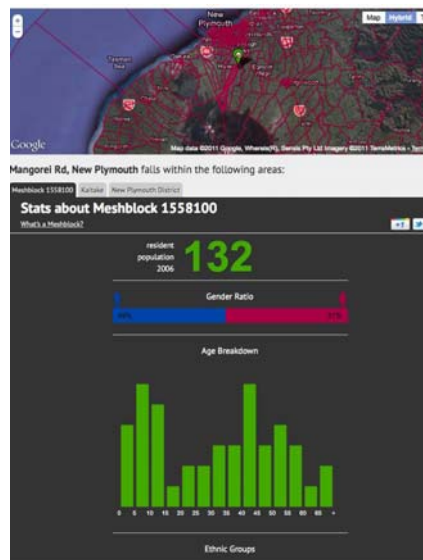 New
Plymouth
Map Hybrid
Tasman
Sea
Google
Map data ©2011 Google, Whereis(R), Sensis Pty Ltd Imagery ©2011 TerraMetrics -
Mangorei Rd, New Plymouth falls within the following areas:
Meshblock 1558100 Kaitake New Plymouth District
Stats about Meshblock 1558100
What's a Meshblock?
+1
resident
population
2006
132
Gender Ratio
Age Breakdown
0 5 10 15 20 25 30 35 40 45 50 55 60 65 +
Ethnic Groups